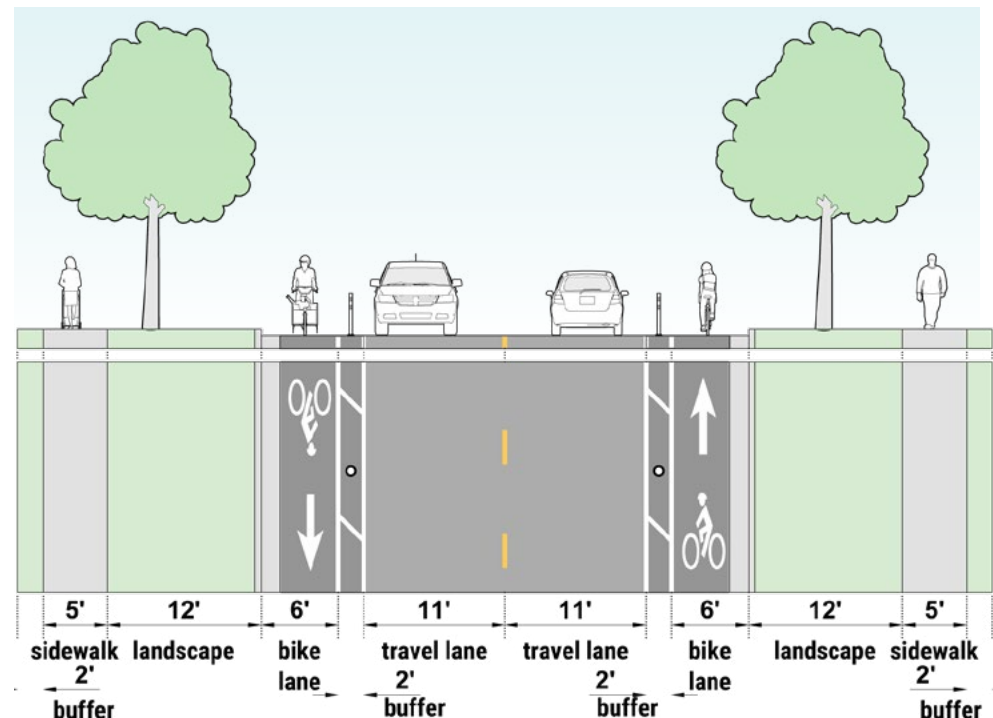 5' 12' 6' 11' 11' 6' 12' 5'
sidewalk landscape bike travel lane travel lane bike landscape sidewalk
lane lane
2' 2' 2' 2'
buffer buffer buffer buffer